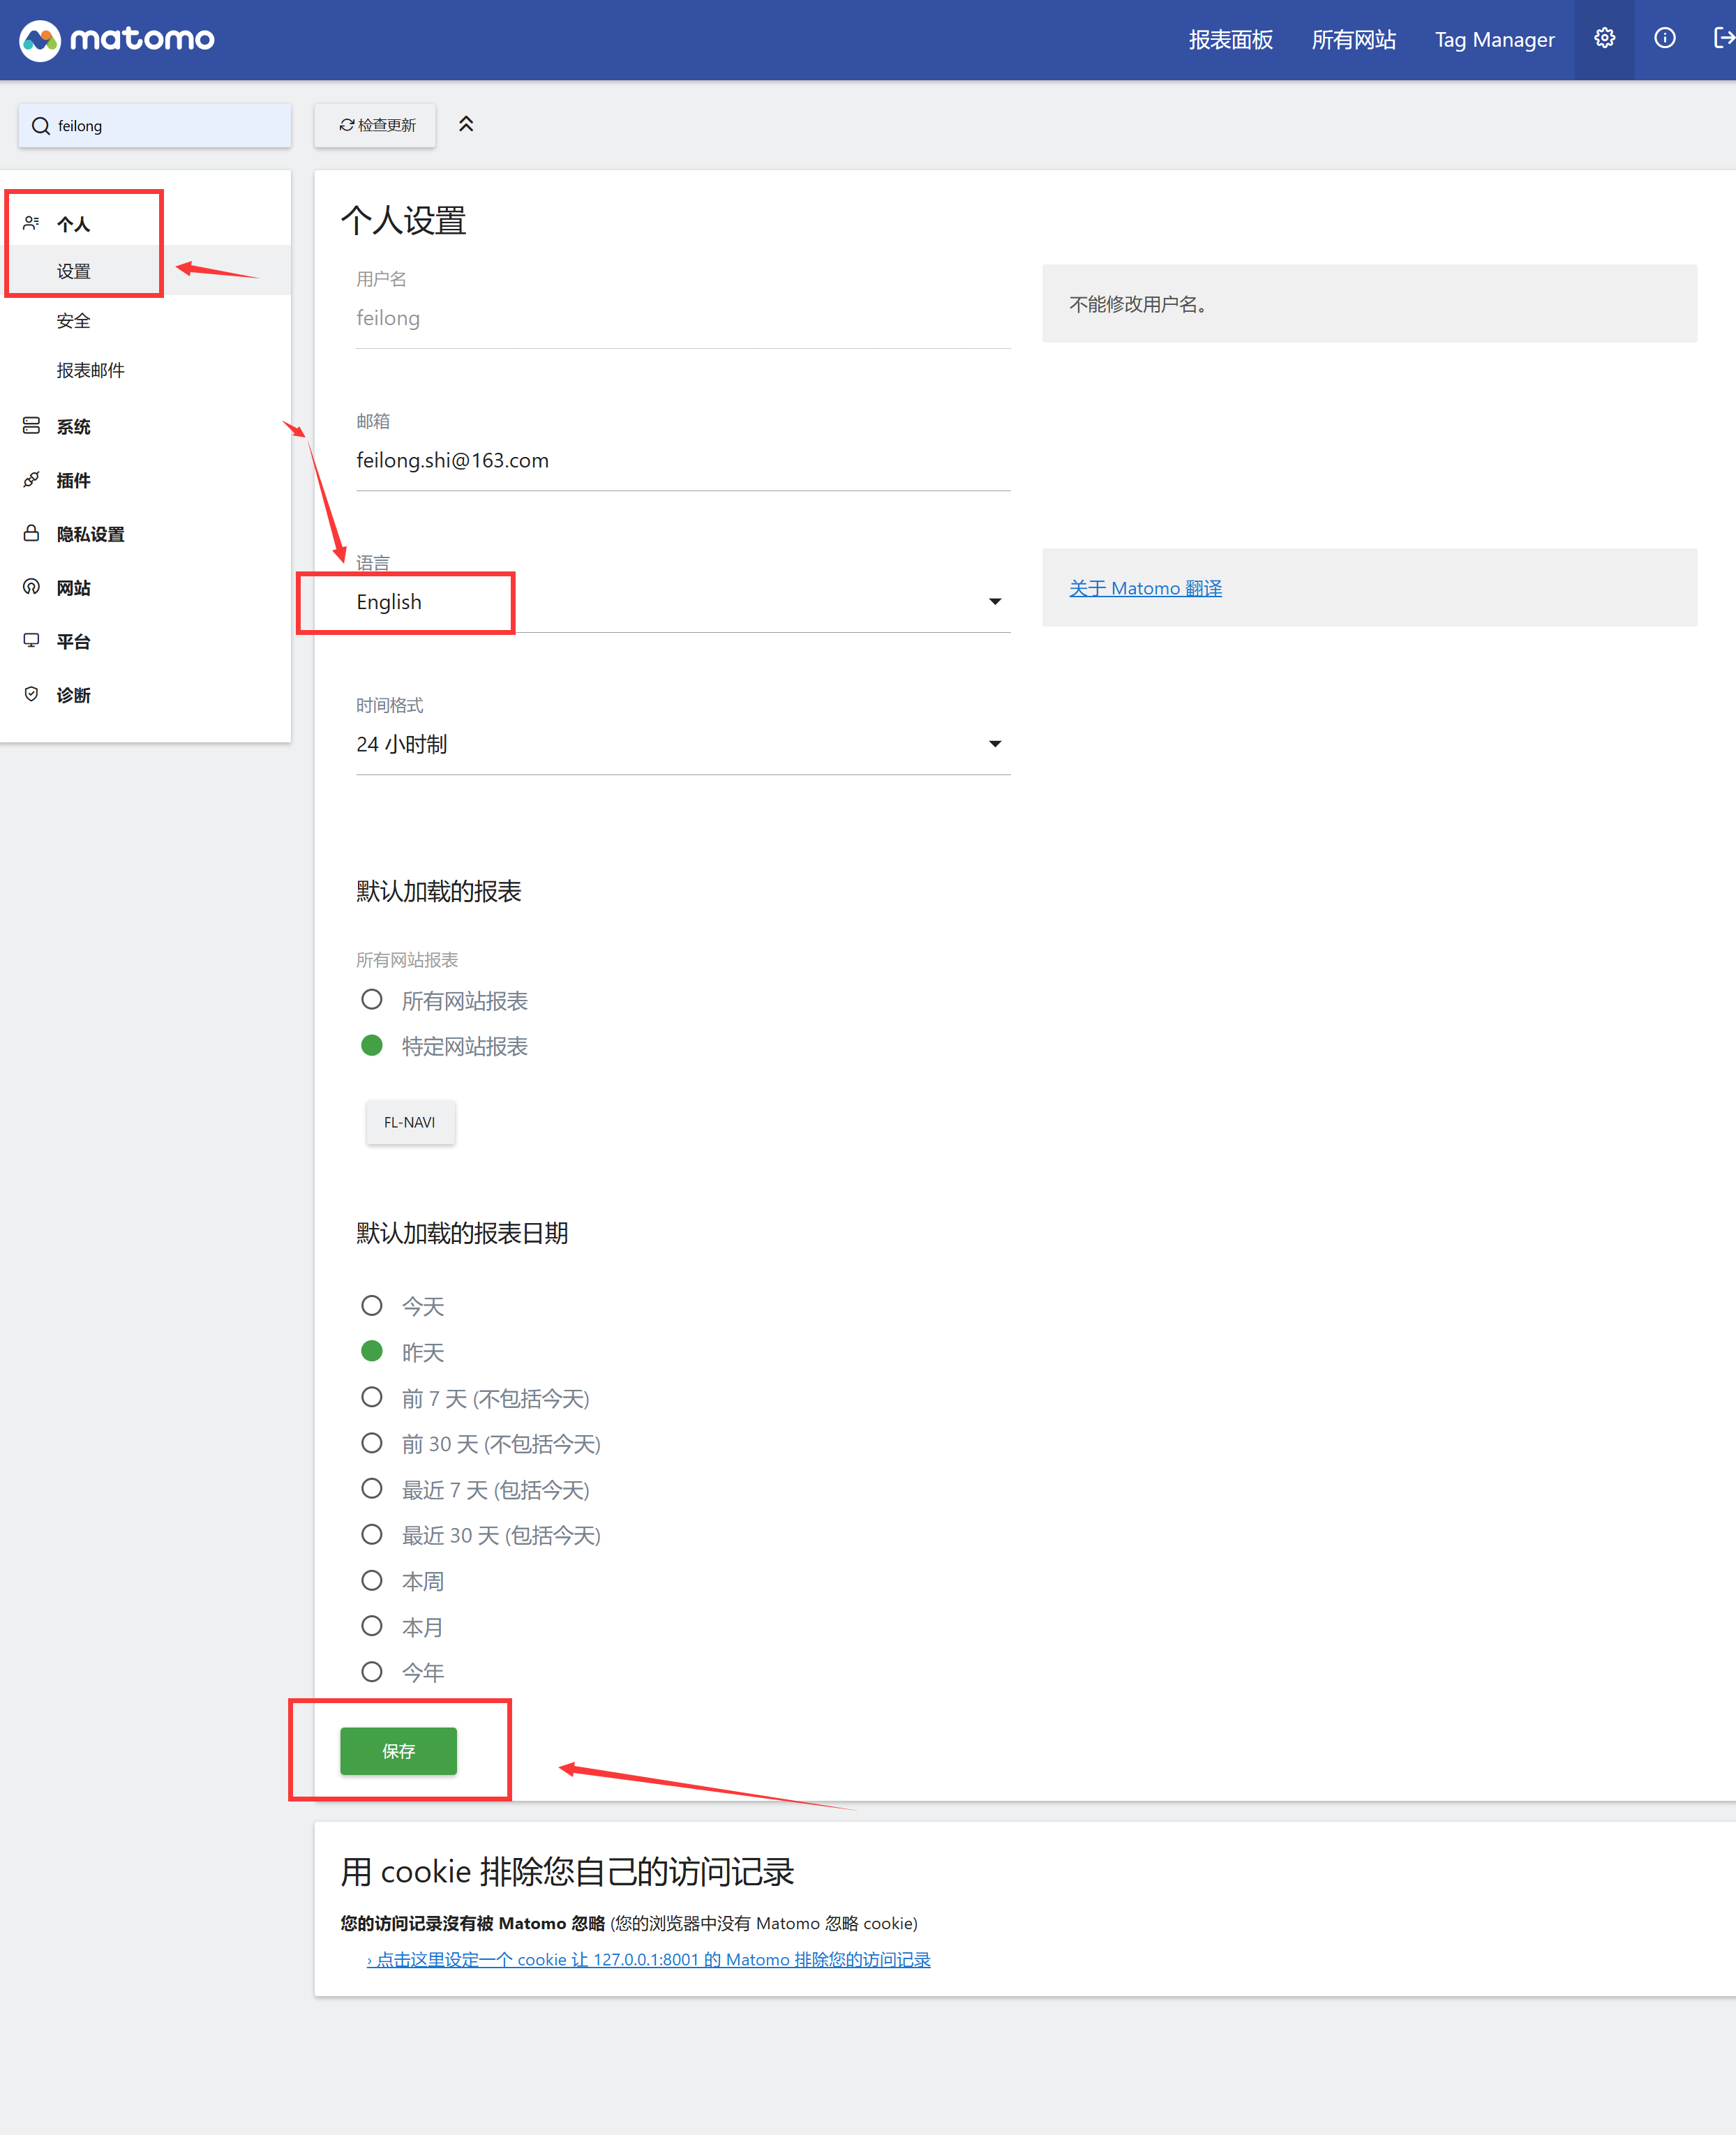 matomo
报表面板 所有网站 Tag Manager
feilong
检查更新
个人
设置
安全
报表邮件
系统
插件
隐私设置
网站
平台
诊断
个人设置
用户名
feilong
不能修改用户名。
邮箱
feilong.shi@163.com
语言
English
关于 Matomo 翻译
时间格式
24 小时制
默认加载的报表
所有网站报表
所有网站报表
特定网站报表
FL-NAVI
默认加载的报表日期
今天
昨天
前 7 天 (不包括今天)
前 30 天 (不包括今天)
最近 7 天 (包括今天)
最近 30 天 (包括今天)
本周
本月
今年
保存
用 cookie 排除您自己的访问记录
您的访问记录沒有被 Matomo 忽略 (您的浏览器中没有 Matomo 忽略 cookie)
› 点击这里设定一个 cookie 让 127.0.0.1:8001 的 Matomo 排除您的访问记录